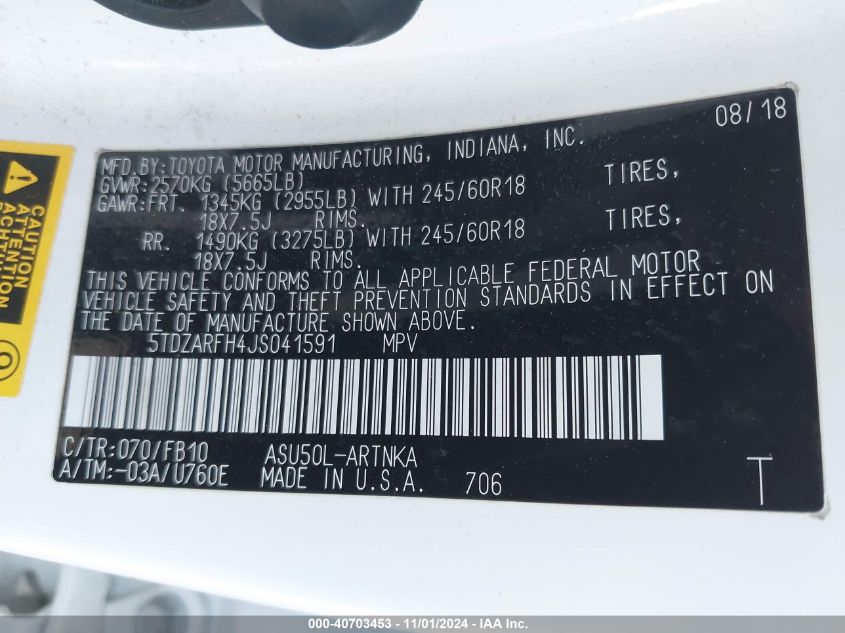 08/18
MFD.BY:TOYOTA MOTOR MANUFACTURING, INDIANA, INC.
GVWR:2570KG (5665LB)
GAWR:FRT. 1345KG (2955LB) WITH 245/60R18 TIRES,
18X7.5J RIMS.
RR. 1490KG (3275LB) WITH 245/60R18 TIRES,
18X7.5J RIMS.
THIS VEHICLE CONFORMS TO ALL APPLICABLE FEDERAL MOTOR
VEHICLE SAFETY AND THEFT PREVENTION STANDARDS IN EFFECT ON
THE DATE OF MANUFACTURE SHOWN ABOVE.
5TDZARFH4JS041591 MPV
C/TR:070/FB10 ASU50L-ARTNKA
A/TM:-03A/U760E MADE IN U.S.A. 706
T
CAUTION
ATTENTION
000-40703453 - 11/01/2024 - IAA Inc.